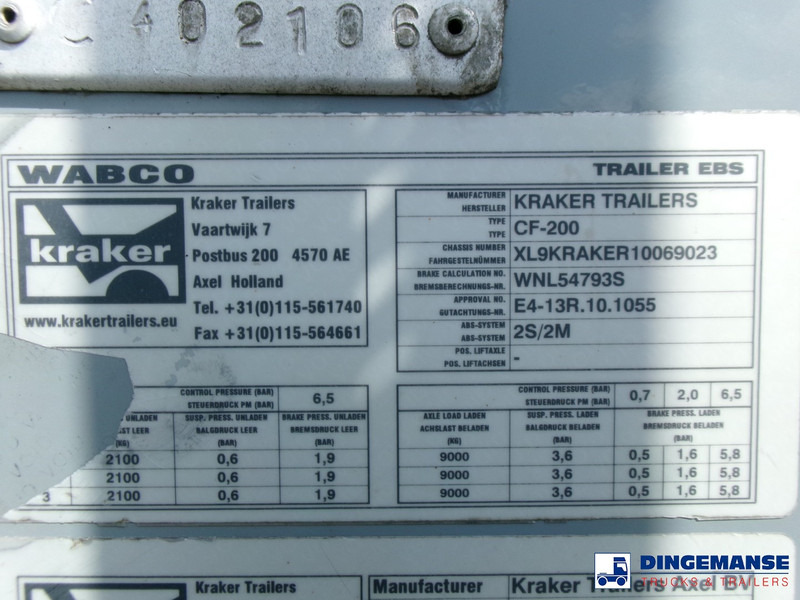 402106
WABCO
TRAILER EBS
kraker
www.krakertrailers.eu
Kraker Trailers
Vaartwijk 7
Postbus 200 4570 AE
Axel Holland
Tel. +31(0)115-561740
Fax +31(0)115-564661
MANUFACTURER HERSTELLER KRAKER TRAILERS
TYPE TYPE CF-200
CHASSIS NUMBER FAHRGESTELNÜMMER XL9KRAKER10069023
BRAKE CALCULATION NO. BREMSBERECHNUGS-NR. WNL54793S
APPROVAL NO. GUTACHTUNGS-NR. E4-13R.10.1055
ABS-SYSTEM ABS-SYSTEM 2S/2M
POS. LIFTAXLE POS. LIFTACHSEN -
CONTROL PRESSURE (BAR)
STEUERDRUCK PM (BAR) 6,5
UNLADEN SUSP. PRESS. UNLADEN BRAKE PRESS. UNLADEN
LAST LEER BALGDRUCK LEER BREMSDRUCK LEER
(KG) (BAR) (BAR)
2100 0,6 1,9
2100 0,6 1,9
3 2100 0,6 1,9
CONTROL PRESSURE (BAR)
STEUERDRUCK PM (BAR) 0,7 2,0 6,5
AXLE LOAD LADEN SUSP. PRESS. LADEN BRAKE PRESS. LADEN
ACHSLAST BELADEN BALGDRUCK BELADEN BREMSDRUCK BELADEN
(KG) (BAR) (BAR)
9000 3,6 0,5 1,6 5,8
9000 3,6 0,5 1,6 5,8
9000 3,6 0,5 1,6 5,8
Kraker Trailers
Manufacturer Kraker Trailers Axel BV
DINGEMANSE
TRUCKS & TRAILERS